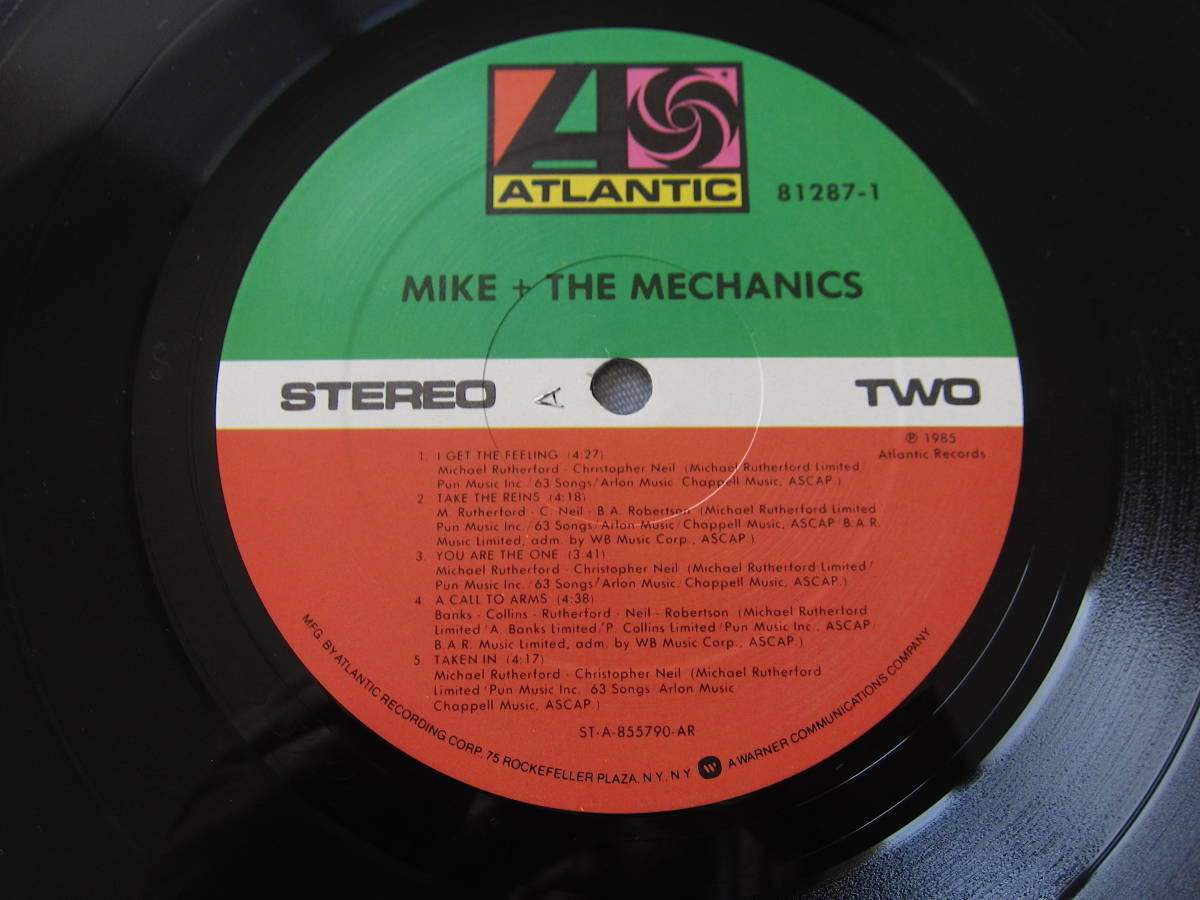 ATLANTIC
81287-1
MIKE + THE MECHANICS
STEREO
TWO
℗ 1985
Atlantic Records
1. I GET THE FEELING (4:27)
Michael Rutherford - Christopher Neil (Michael Rutherford Limited/
Pun Music Inc./63 Songs/Arlon Music Chappell Music, ASCAP.)
2 TAKE THE REINS (4:18)
M. Rutherford - C. Neil - B.A. Robertson (Michael Rutherford Limited
Pun Music Inc./63 Songs/Arlon Music/Chappell Music, ASCAP B.A.R.
Music Limited, adm. by WB Music Corp., ASCAP.)
3. YOU ARE THE ONE (3:41)
Michael Rutherford - Christopher Neil (Michael Rutherford Limited/
Pun Music Inc./63 Songs/Arlon Music/Chappell Music, ASCAP.)
4. A CALL TO ARMS (4:38)
Banks - Collins - Rutherford - Neil - Robertson (Michael Rutherford
Limited/A. Banks Limited/P. Collins Limited/Pun Music Inc., ASCAP/
B.A.R. Music Limited, adm. by WB Music Corp., ASCAP.)
5. TAKEN IN (4:17)
Michael Rutherford - Christopher Neil (Michael Rutherford
Limited/Pun Music Inc. 63 Songs/Arlon Music
Chappell Music, ASCAP.)
ST-A-855790-AR
MFG. BY ATLANTIC RECORDING CORP. 75 ROCKEFELLER PLAZA, N.Y. N.Y. A WARNER COMMUNICATIONS COMPANY